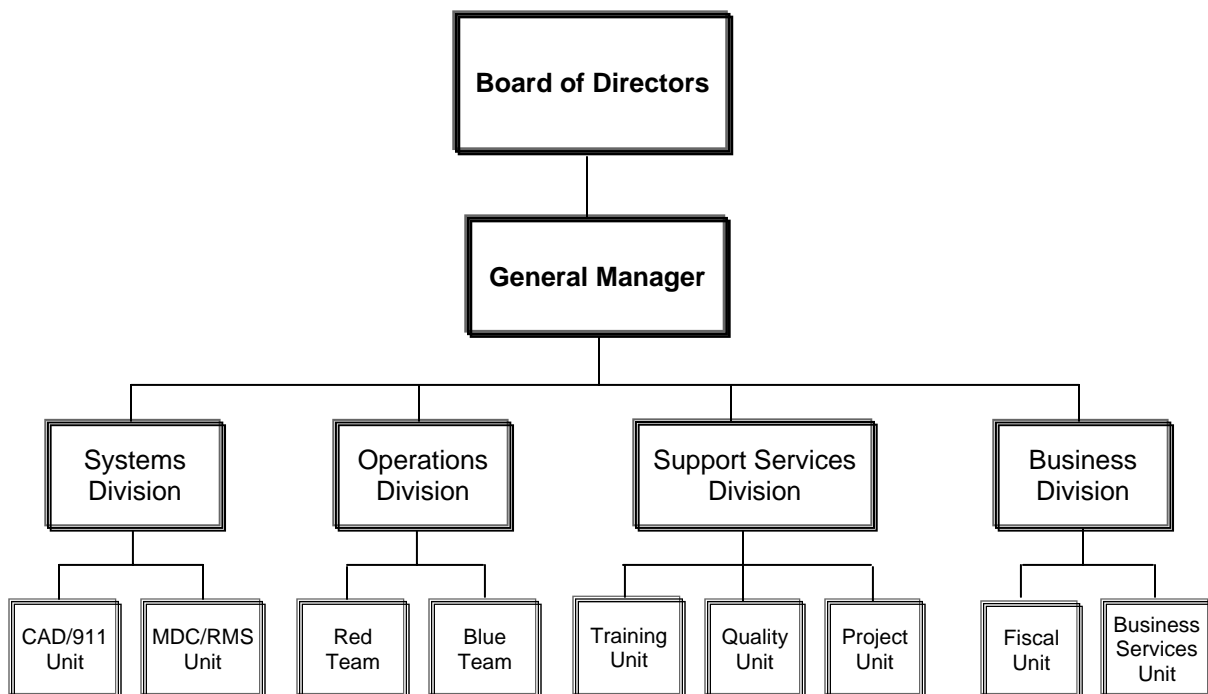 Board of Directors
General Manager
Systems
Division
Operations
Division
Support Services
Division
Business
Division
CAD/911
Unit
MDC/RMS
Unit
Red
Team
Blue
Team
Training
Unit
Quality
Unit
Project
Unit
Fiscal
Unit
Business
Services
Unit